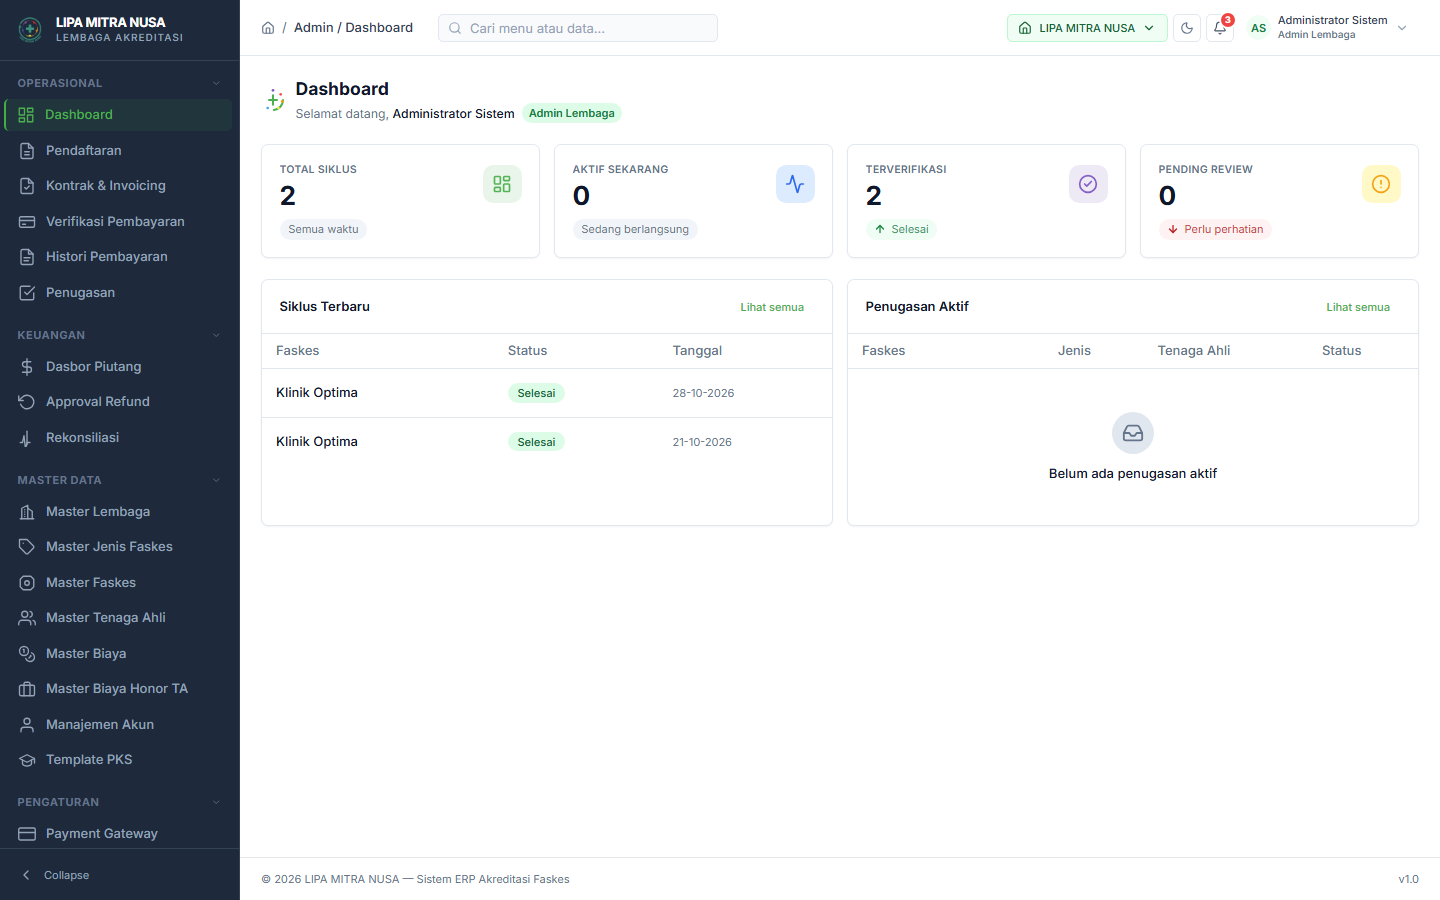 LIPA MITRA NUSA
LEMBAGA AKREDITASI
OPERASIONAL
Dashboard
Pendaftaran
Kontrak & Invoicing
Verifikasi Pembayaran
Histori Pembayaran
Penugasan
KEUANGAN
Dasbor Piutang
Approval Refund
Rekonsiliasi
MASTER DATA
Master Lembaga
Master Jenis Faskes
Master Faskes
Master Tenaga Ahli
Master Biaya
Master Biaya Honor TA
Manajemen Akun
Template PKS
PENGATURAN
Payment Gateway
Collapse
/ Admin / Dashboard
Cari menu atau data...
LIPA MITRA NUSA
3
AS
Administrator Sistem
Admin Lembaga
Dashboard
Selamat datang, Administrator Sistem Admin Lembaga
TOTAL SIKLUS
2
Semua waktu
AKTIF SEKARANG
0
Sedang berlangsung
TERVERIFIKASI
2
Selesai
PENDING REVIEW
0
Perlu perhatian
Siklus Terbaru Lihat semua
Faskes Status Tanggal
Klinik Optima Selesai 28-10-2026
Klinik Optima Selesai 21-10-2026
Penugasan Aktif Lihat semua
Faskes Jenis Tenaga Ahli Status
Belum ada penugasan aktif
© 2026 LIPA MITRA NUSA — Sistem ERP Akreditasi Faskes
v1.0